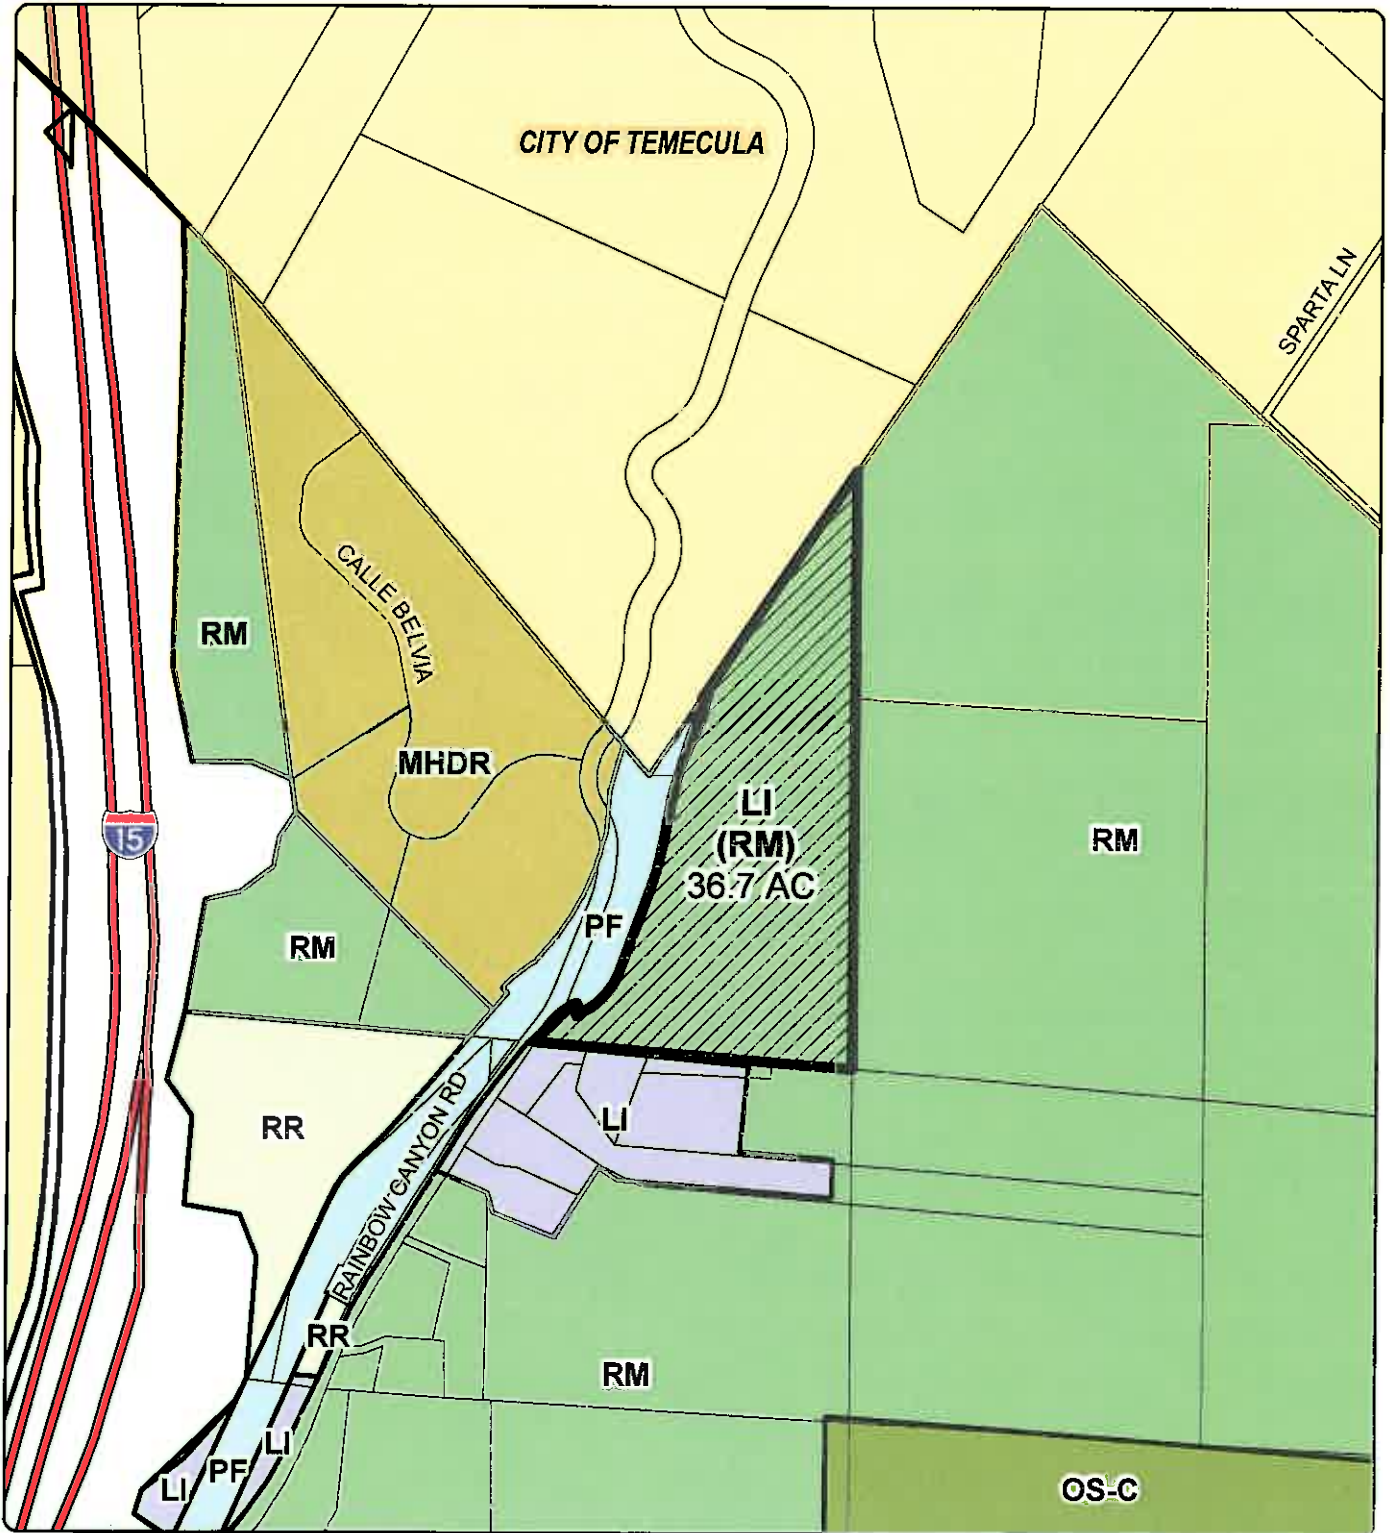 CITY OF TEMECULA
SPARTA LN
CALLE BELVIA
RM
MHDR
LI
(RM)
36.7 AC
RM
15
PF
RM
LI
RR
RAINBOW CANYON RD
RR
RM
LI
PF
LI
OS-C